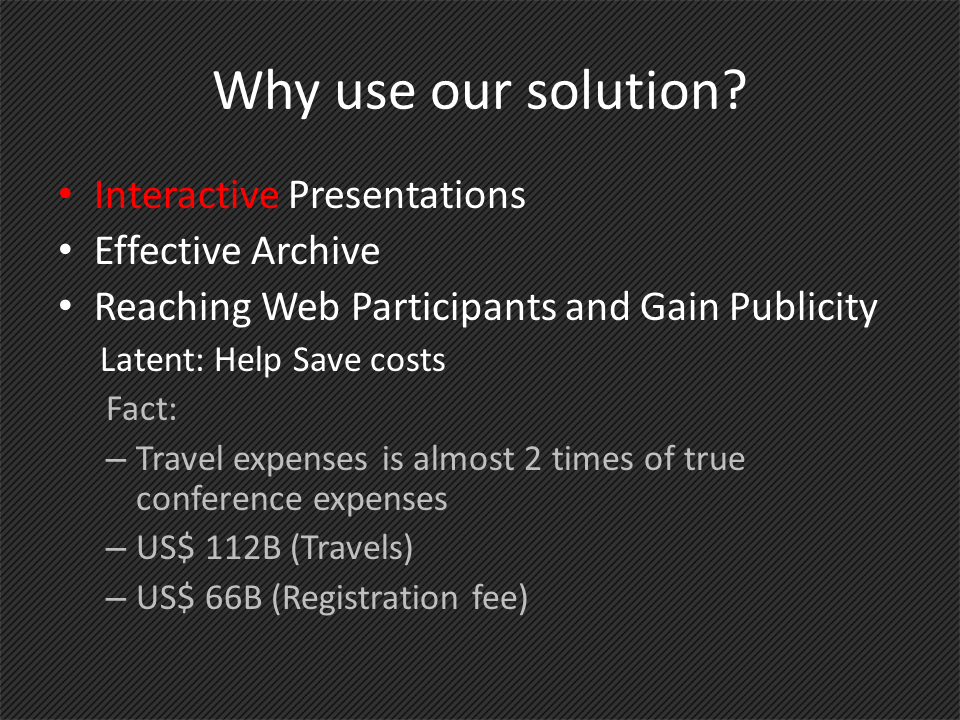 Why use our solution?
• Interactive Presentations
• Effective Archive
• Reaching Web Participants and Gain Publicity
Latent: Help Save costs
Fact:
– Travel expenses is almost 2 times of true
conference expenses
– US$ 112B (Travels)
– US$ 66B (Registration fee)